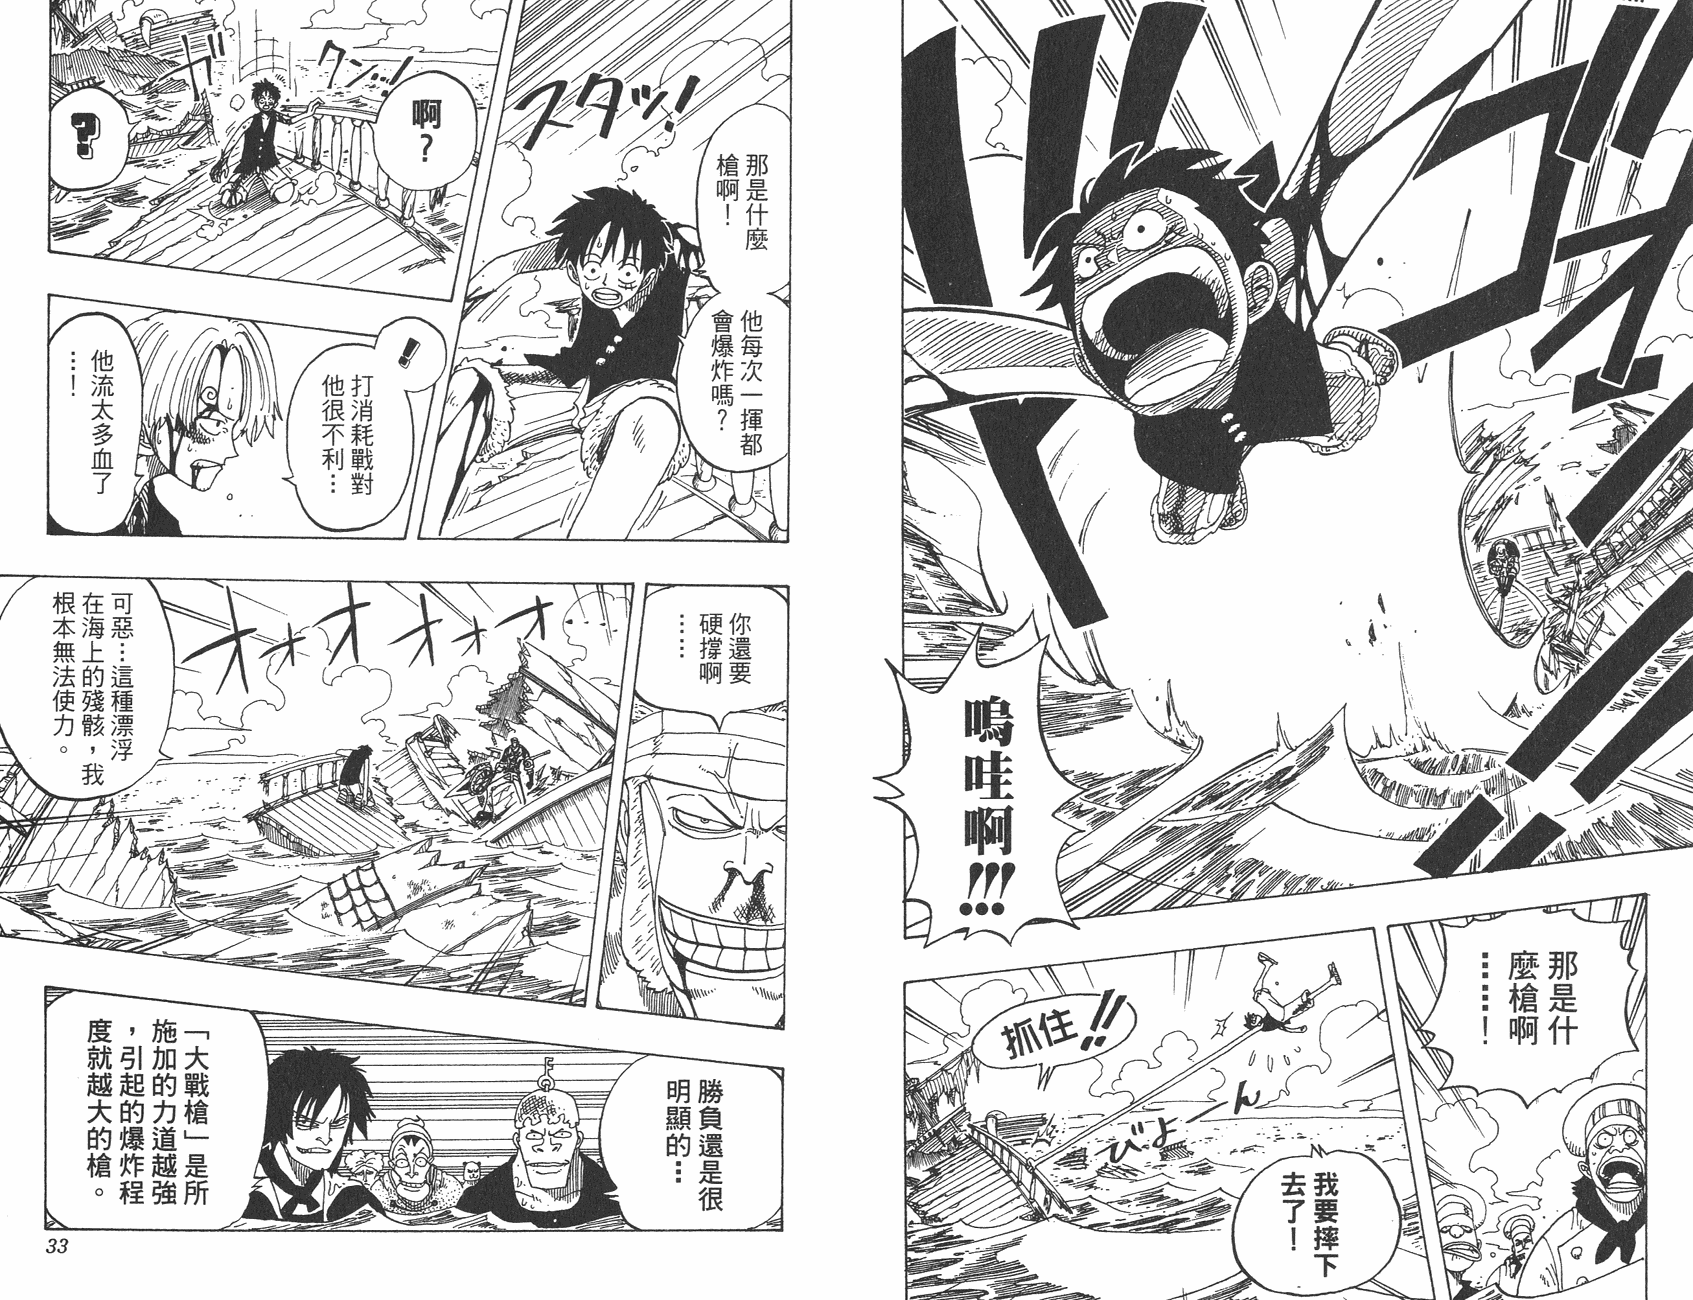 ドゴォン
嗚哇啊!!!
那是什
麼槍啊
………!
抓住!!
びょーん
我要摔下
去了!
スタッ!
那是什麼
槍啊!
他每次一揮都
會爆炸嗎?
クン…!
啊?
?
!
打消耗戰對
他很不利…
他流太多血了
…!
你還要
硬撐啊
……
オオオオオオ
可惡…這種漂浮
在海上的殘骸,我
根本無法使力。
勝負還是很
明顯的…
「大戰槍」是所
施加的力道越強
,引起的爆炸程
度就越大的槍。
33